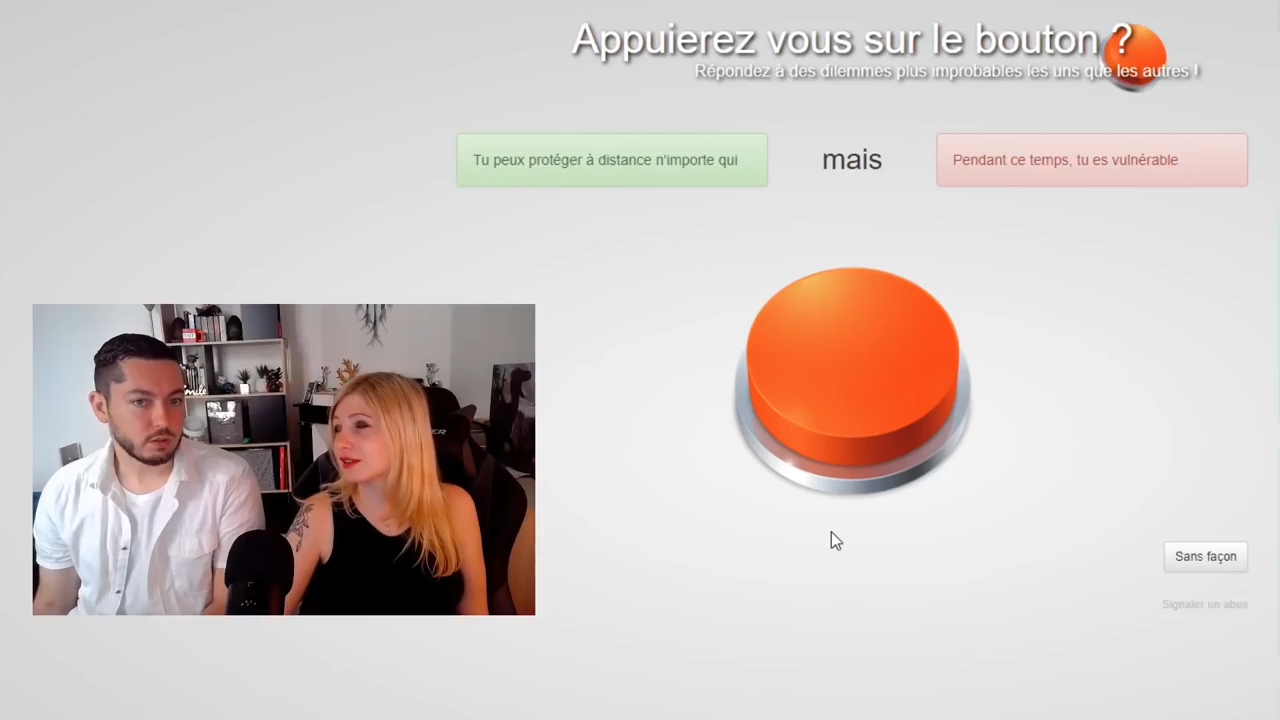 Appuierez vous sur le bouton ?
Répondez à des dilemmes plus improbables les uns que les autres !
Tu peux protéger à distance n'importe qui
mais
Pendant ce temps, tu es vulnérable
Sans façon
Signaler un abus